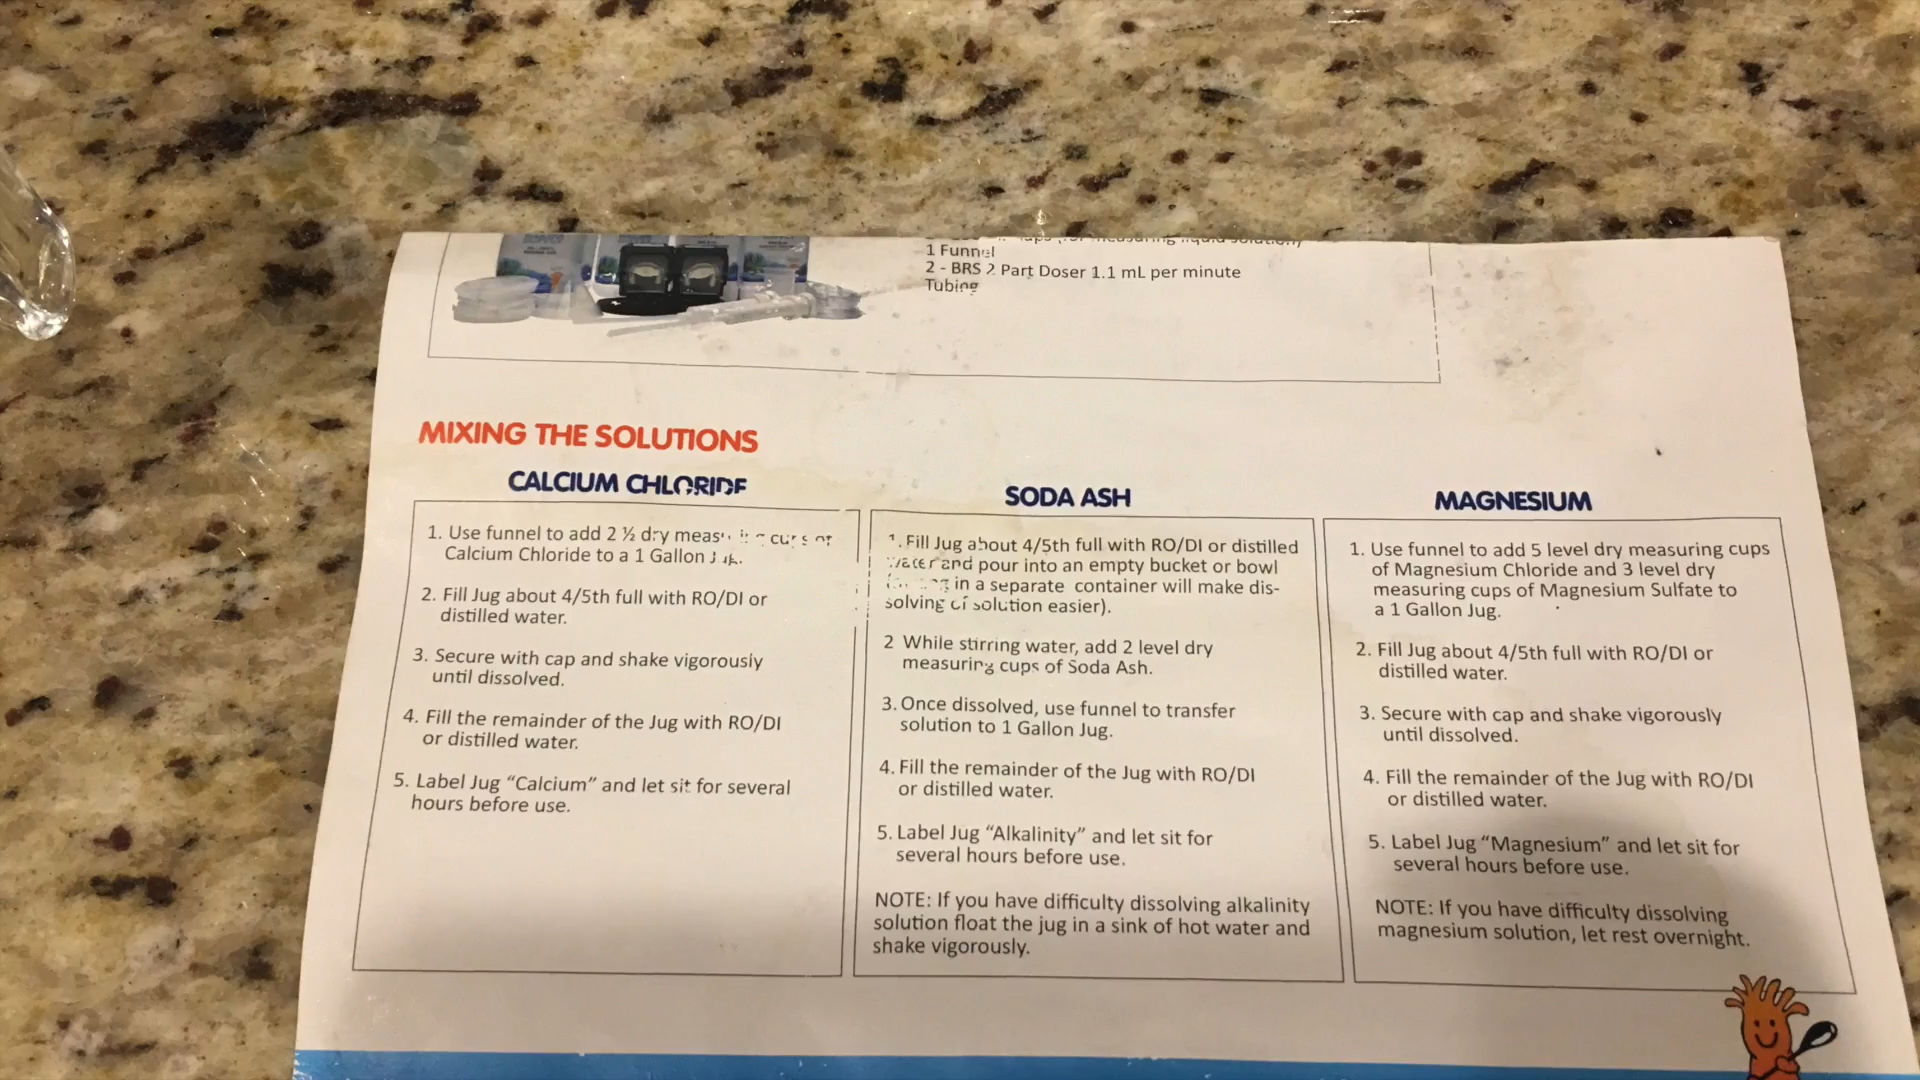 1 Funnel
2 - BRS 2 Part Doser 1.1 mL per minute
Tubing
MIXING THE SOLUTIONS
CALCIUM CHLORIDE
1. Use funnel to add 2 ½ dry
Calcium Chloride to a 1 Gallon
2. Fill Jug about 4/5th full with RO/DI or
distilled water.
3. Secure with cap and shake vigorously
until dissolved.
4. Fill the remainder of the Jug with RO/DI
or distilled water.
5. Label Jug “Calcium” and let sit for several
hours before use.
SODA ASH
1. Fill Jug about 4/5th full with RO/DI or distilled
water and pour into an empty bucket or bowl
in a separate container will make dis-
solving of solution easier).
2 While stirring water, add 2 level dry
measuring cups of Soda Ash.
3. Once dissolved, use funnel to transfer
solution to 1 Gallon Jug.
4. Fill the remainder of the Jug with RO/DI
or distilled water.
5. Label Jug “Alkalinity” and let sit for
several hours before use.
NOTE: If you have difficulty dissolving alkalinity
solution float the jug in a sink of hot water and
shake vigorously.
MAGNESIUM
1. Use funnel to add 5 level dry measuring cups
of Magnesium Chloride and 3 level dry
measuring cups of Magnesium Sulfate to
a 1 Gallon Jug.
2. Fill Jug about 4/5th full with RO/DI or
distilled water.
3. Secure with cap and shake vigorously
until dissolved.
4. Fill the remainder of the Jug with RO/DI
or distilled water.
5. Label Jug “Magnesium” and let sit for
several hours before use.
NOTE: If you have difficulty dissolving
magnesium solution, let rest overnight.